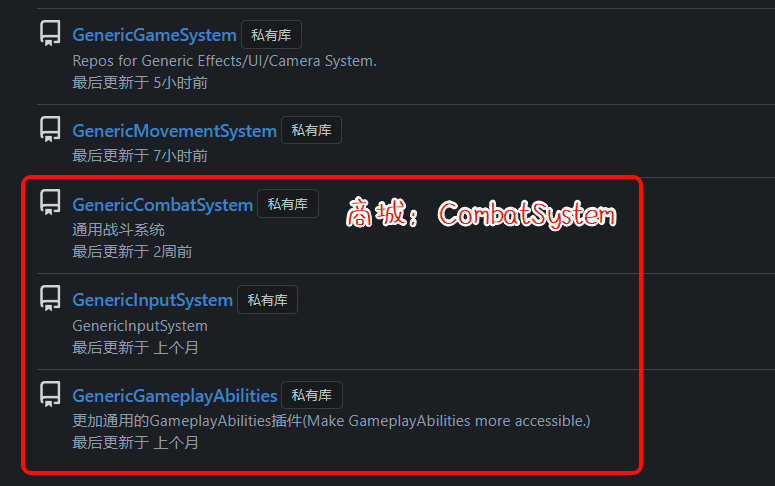 GenericGameSystem 私有库
Repos for Generic Effects/UI/Camera System.
最后更新于 5小时前
GenericMovementSystem 私有库
最后更新于 7小时前
GenericCombatSystem 私有库 商城：CombatSystem
通用战斗系统
最后更新于 2周前
GenericInputSystem 私有库
GenericInputSystem
最后更新于 上个月
GenericGameplayAbilities 私有库
更加通用的GameplayAbilities插件(Make GameplayAbilities more accessible.)
最后更新于 上个月